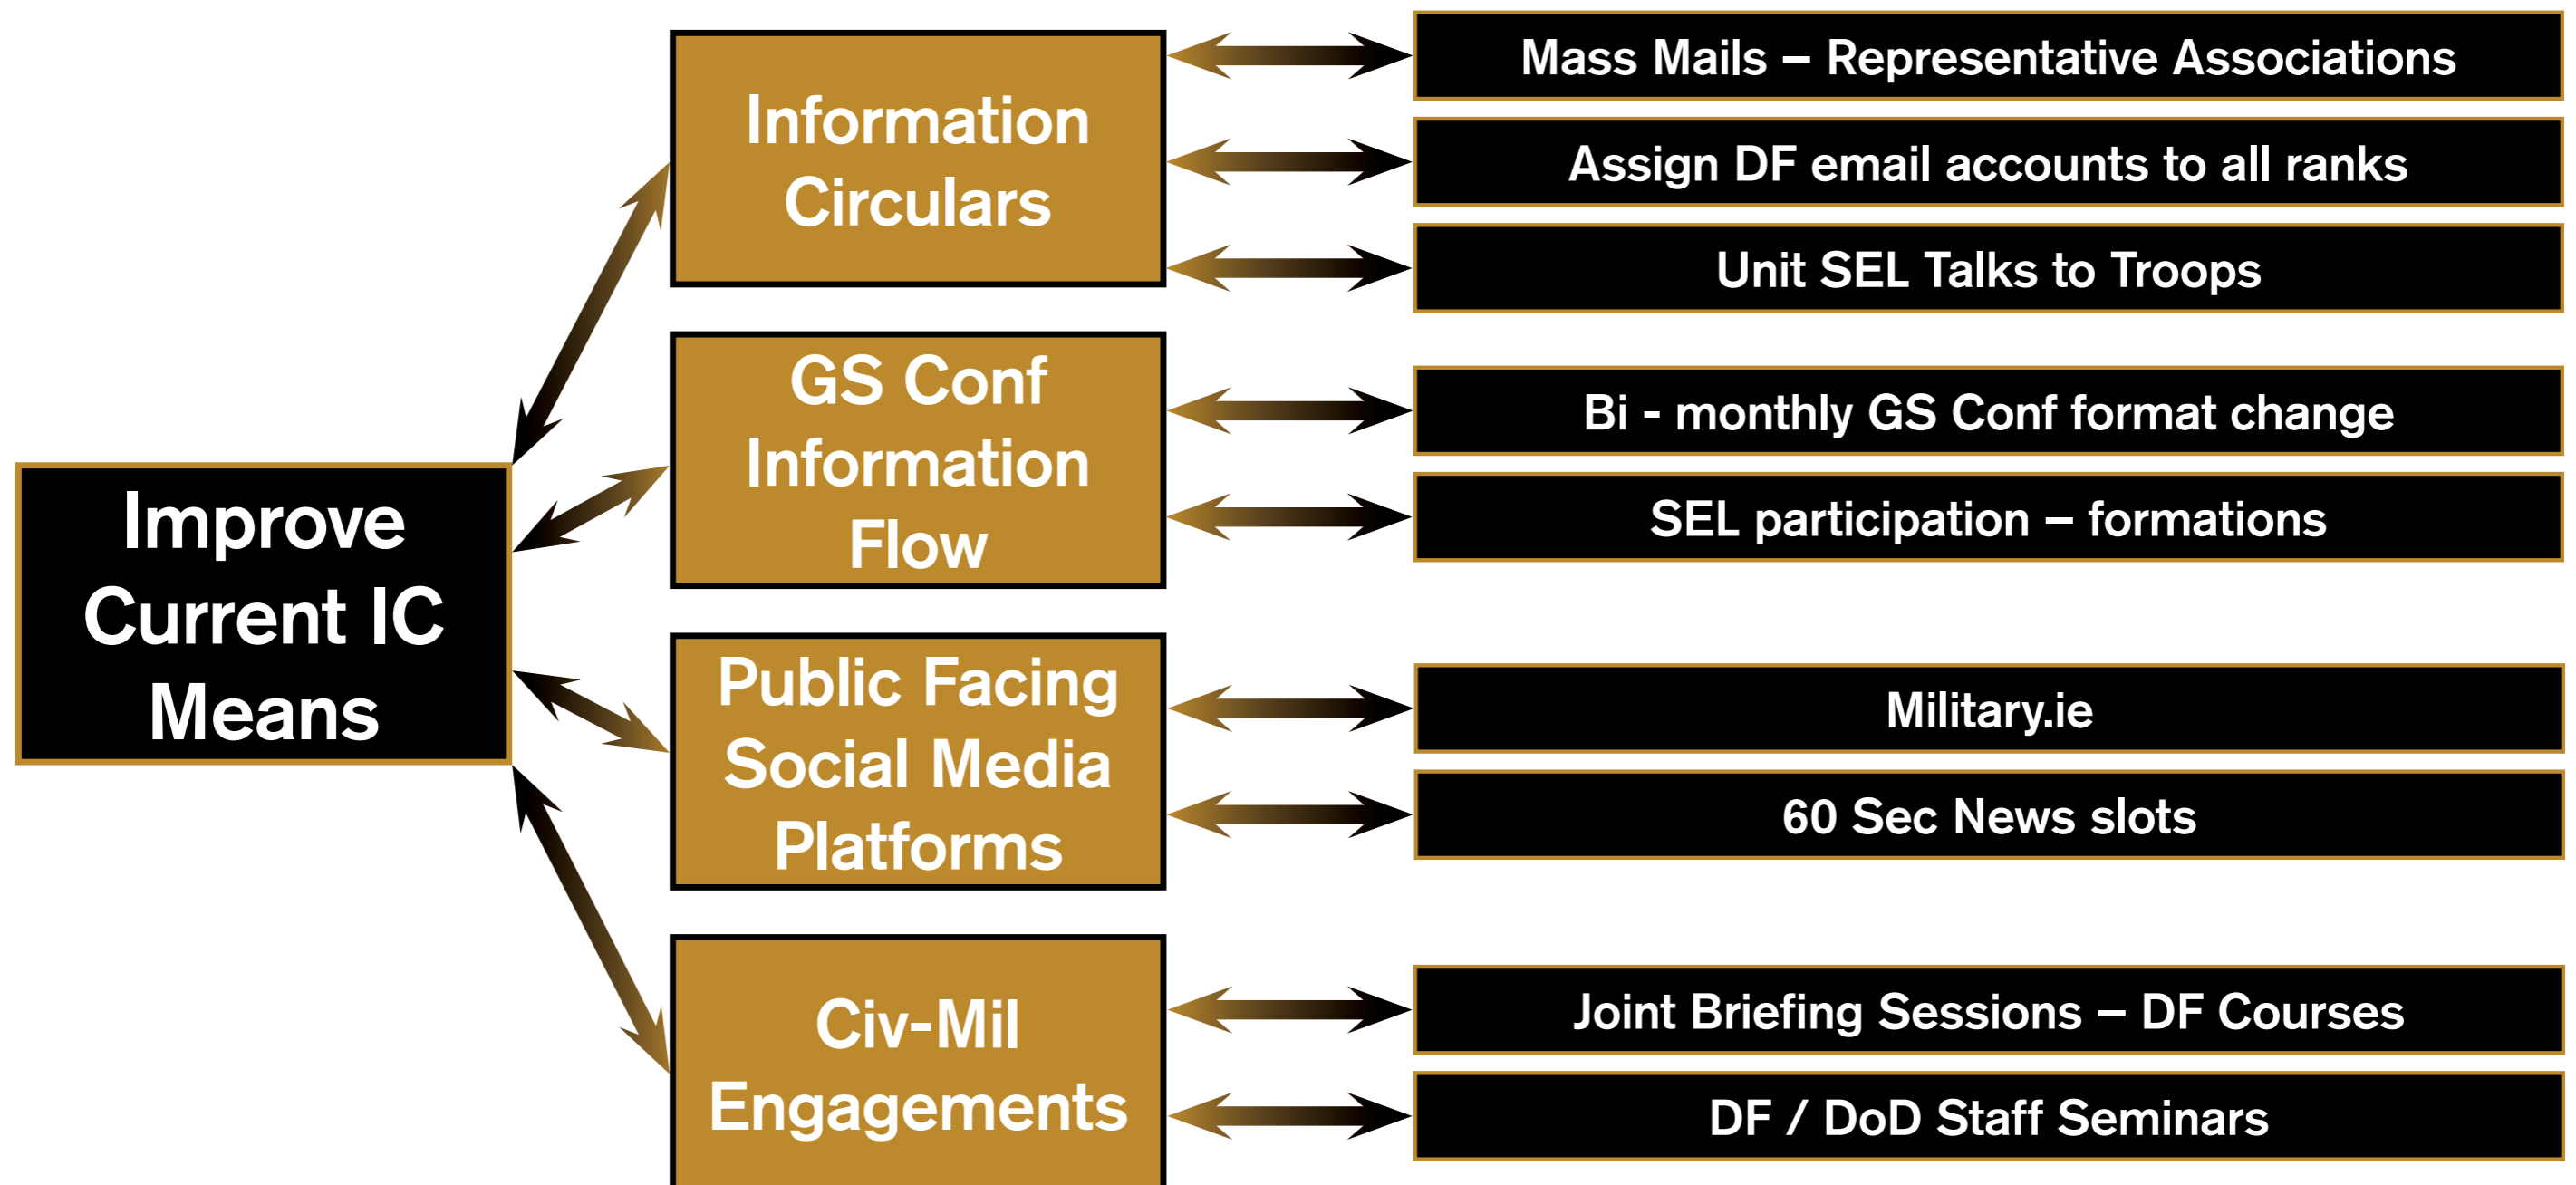 Improve
Current IC
Means
Information
Circulars
Mass Mails – Representative Associations
Assign DF email accounts to all ranks
Unit SEL Talks to Troops
GS Conf
Information
Flow
Bi - monthly GS Conf format change
SEL participation – formations
Public Facing
Social Media
Platforms
Military.ie
60 Sec News slots
Civ-Mil
Engagements
Joint Briefing Sessions – DF Courses
DF / DoD Staff Seminars